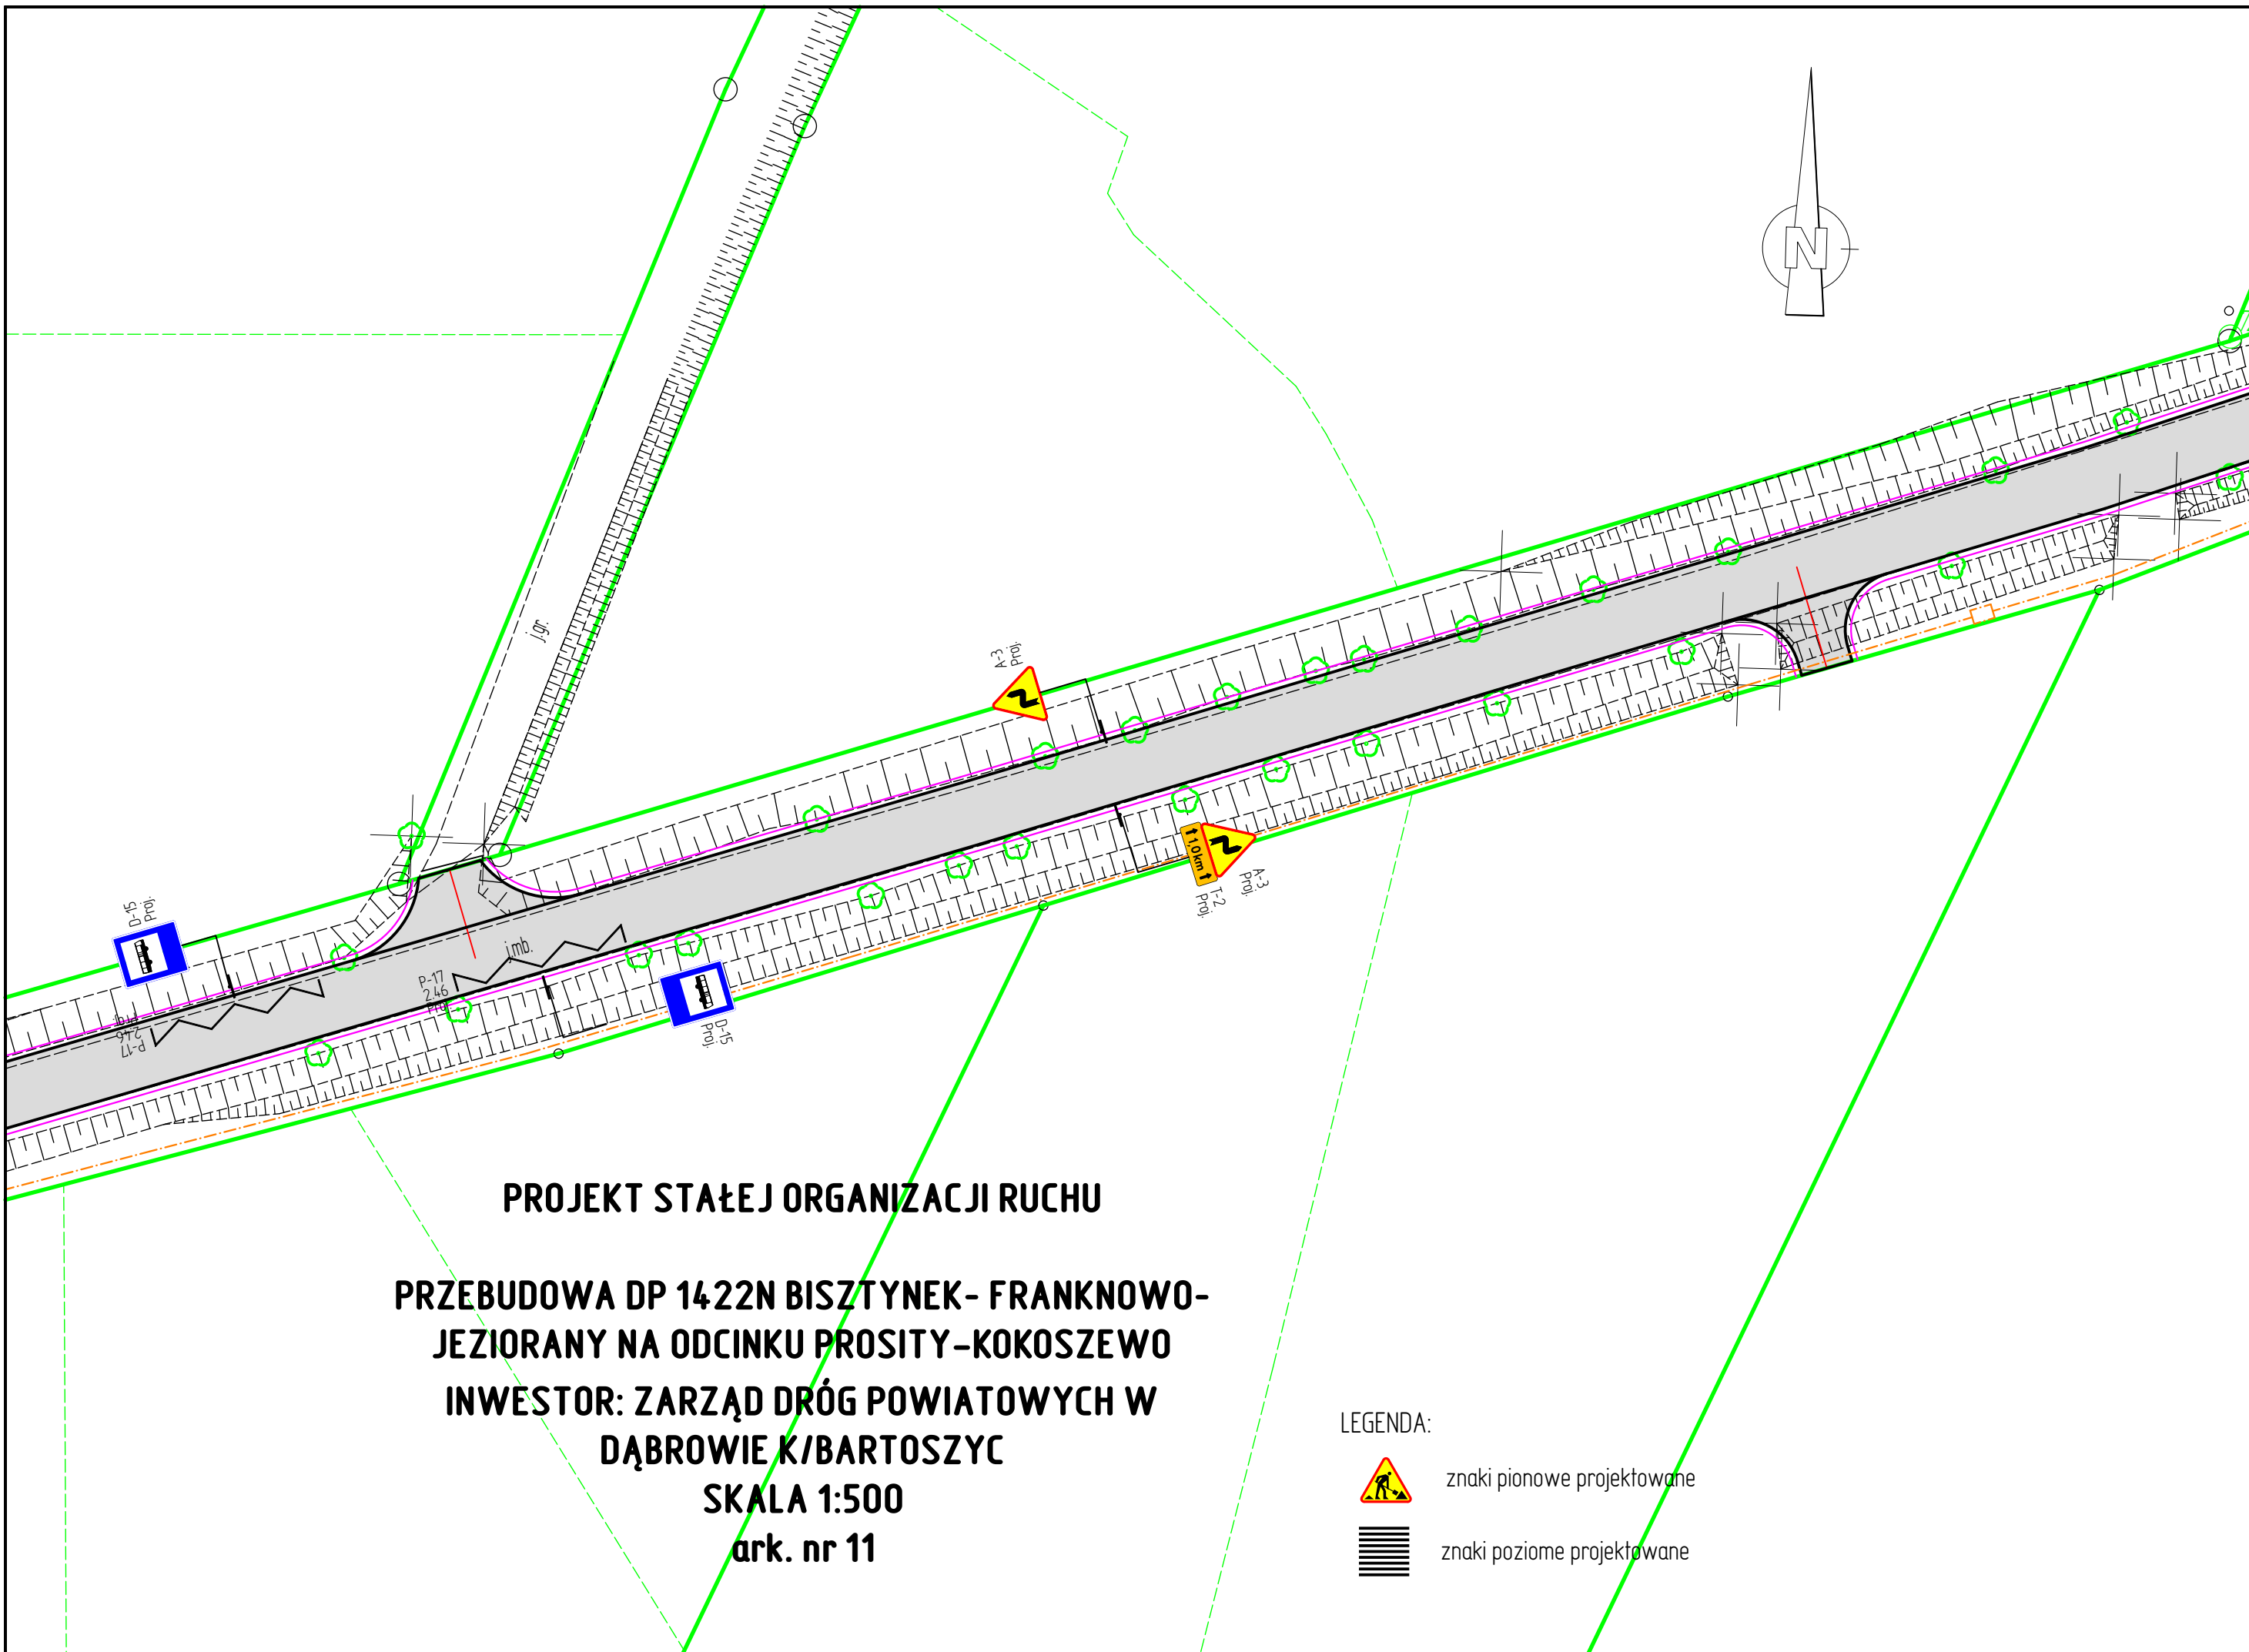 N
j.gr.
A-3
Proj.
D-15
Proj.
j.mb.
P-17
2.46
Proj.
P-17
2.46
Proj.
1,0km
T-2
Proj.
A-3
Proj.
D-15
Proj.
PROJEKT STAŁEJ ORGANIZACJI RUCHU
PRZEBUDOWA DP 1422N BISZTYNEK- FRANKNOWO-
JEZIORANY NA ODCINKU PROSITY-KOKOSZEWO
INWESTOR: ZARZĄD DRÓG POWIATOWYCH W
DĄBROWIE K/BARTOSZYC
SKALA 1:500
ark. nr 11
LEGENDA:
znaki pionowe projektowane
znaki poziome projektowane